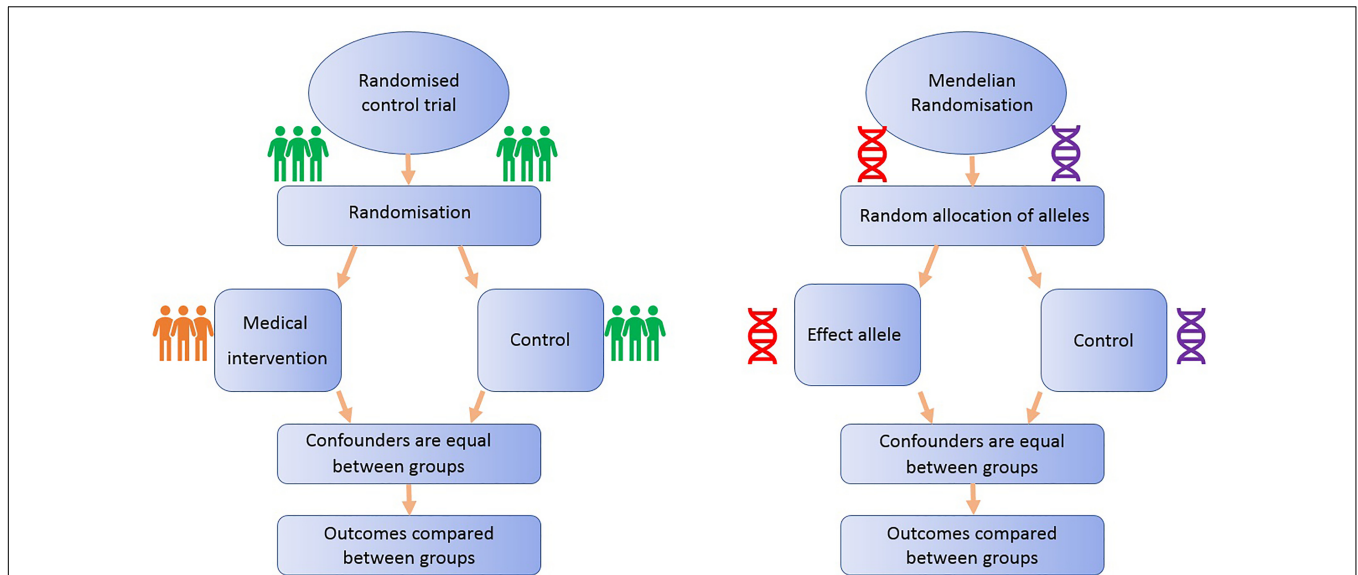 Randomised
control trial
Randomisation
Medical
intervention
Control
Confounders are equal
between groups
Outcomes compared
between groups
Mendelian
Randomisation
Random allocation of alleles
Effect allele
Control
Confounders are equal
between groups
Outcomes compared
between groups